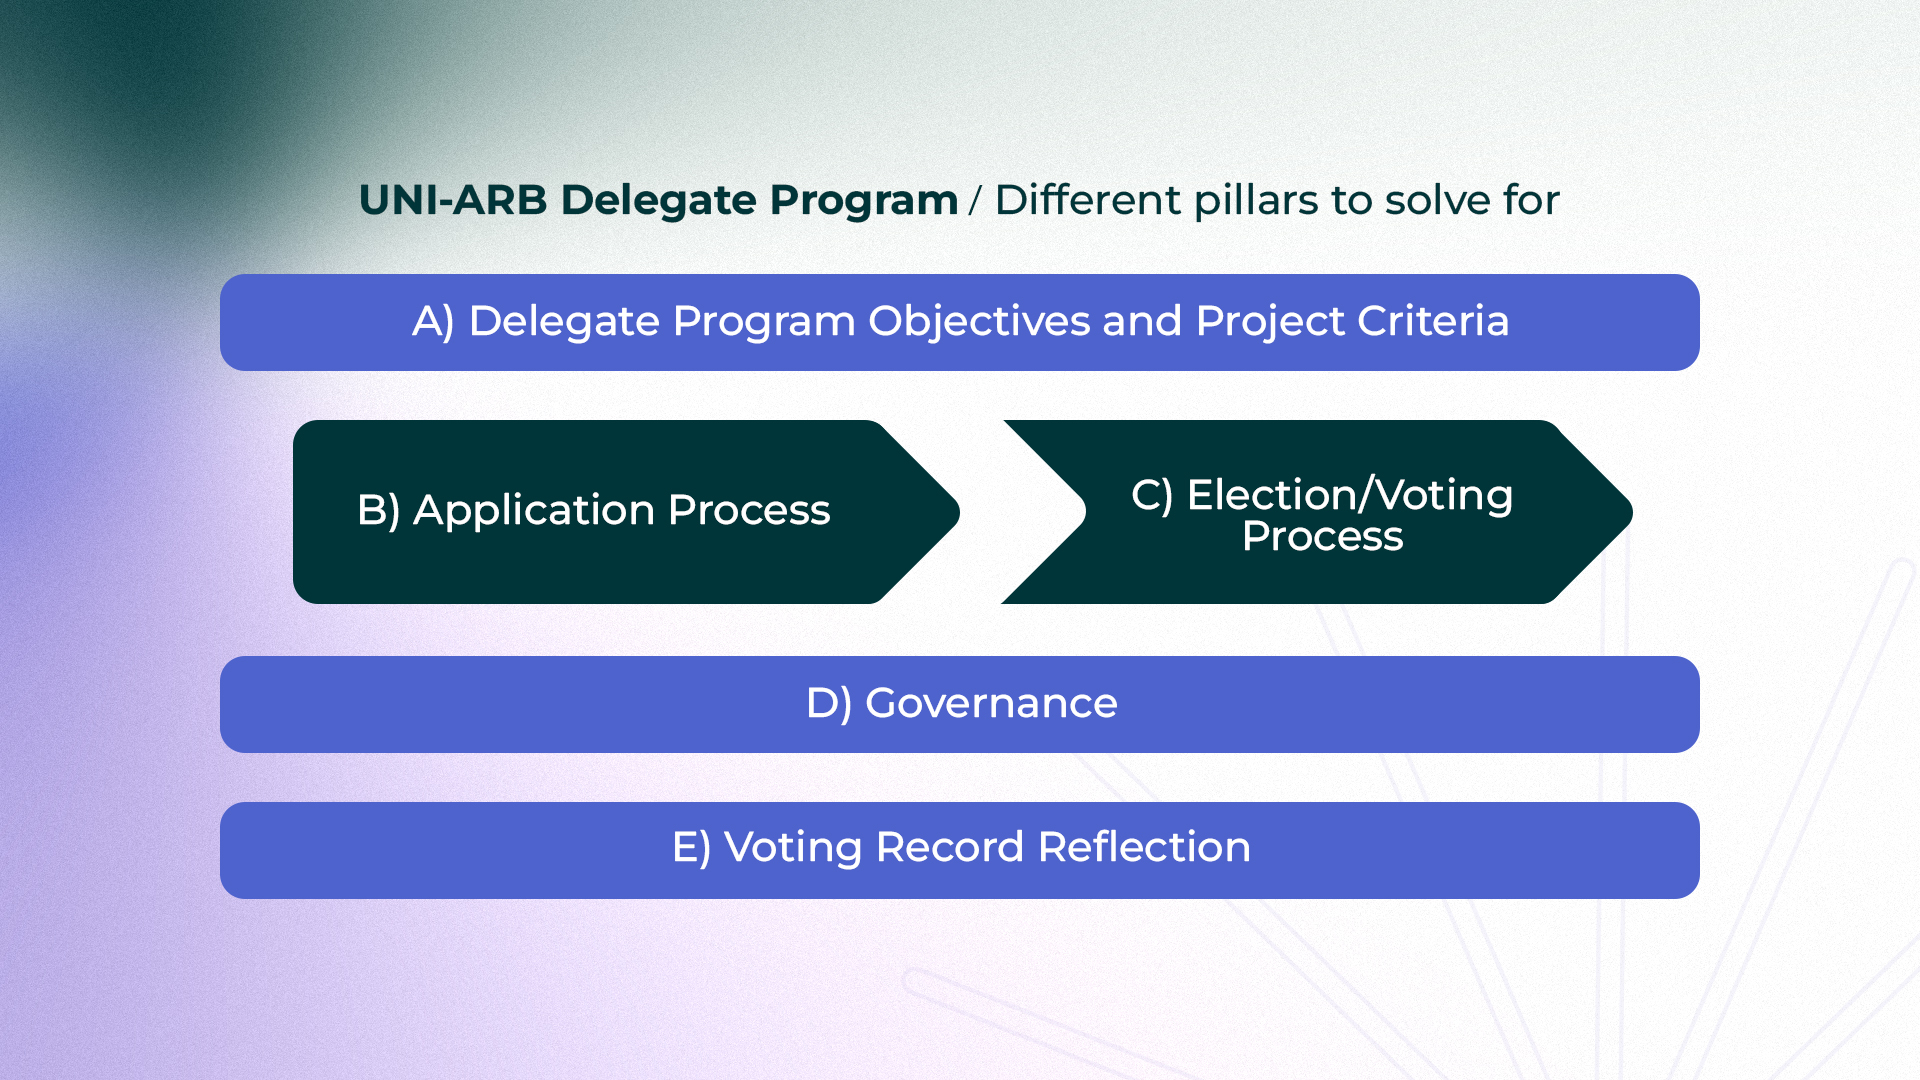 UNI-ARB Delegate Program / Different pillars to solve for
A) Delegate Program Objectives and Project Criteria
B) Application Process
C) Election/Voting
Process
D) Governance
E) Voting Record Reflection